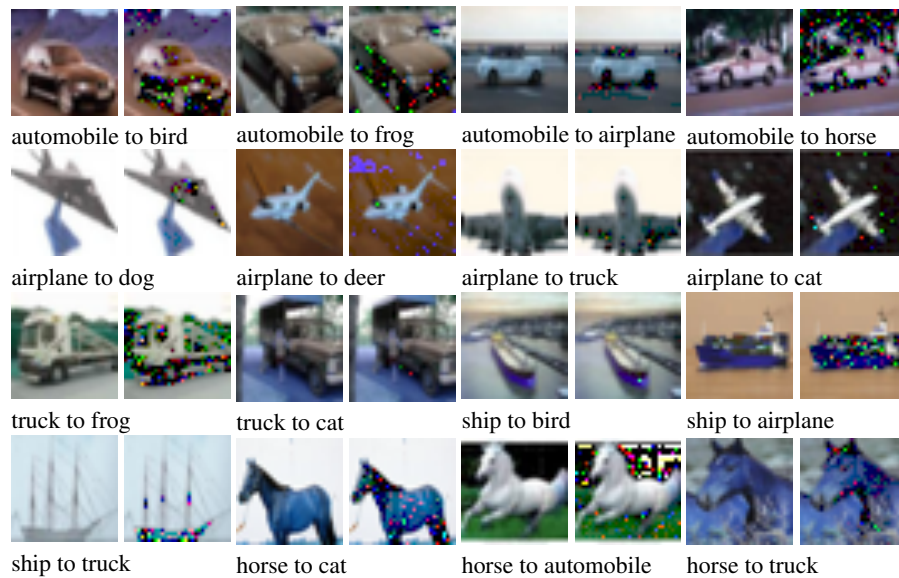 automobile to bird
automobile to frog
automobile to airplane
automobile to horse
airplane to dog
airplane to deer
airplane to truck
airplane to cat
truck to frog
truck to cat
ship to bird
ship to airplane
ship to truck
horse to cat
horse to automobile
horse to truck